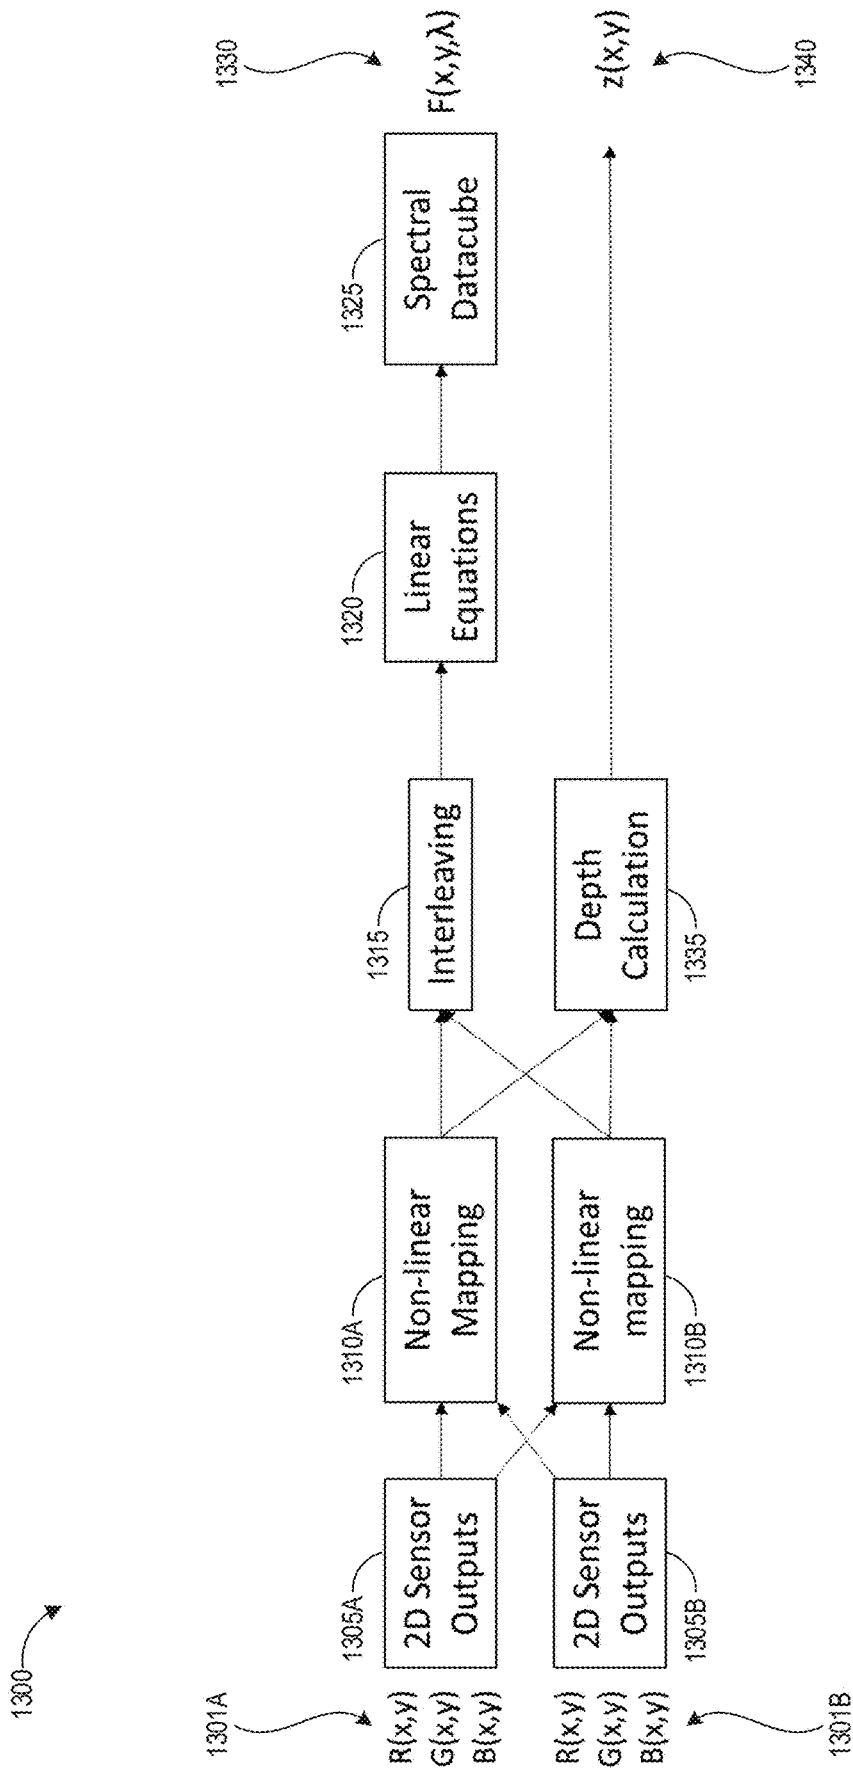 1300
1301A
R(x,y)
G(x,y)
B(x,y)
1305A
2D Sensor
Outputs
1310A
Non-linear
Mapping
1315
Interleaving
1320
Linear
Equations
1325
Spectral
Datacube
1330
F(x,y,λ)
R(x,y)
G(x,y)
B(x,y)
1301B
2D Sensor
Outputs
1305B
Non-linear
mapping
1310B
Depth
Calculation
1335
z(x,y)
1340